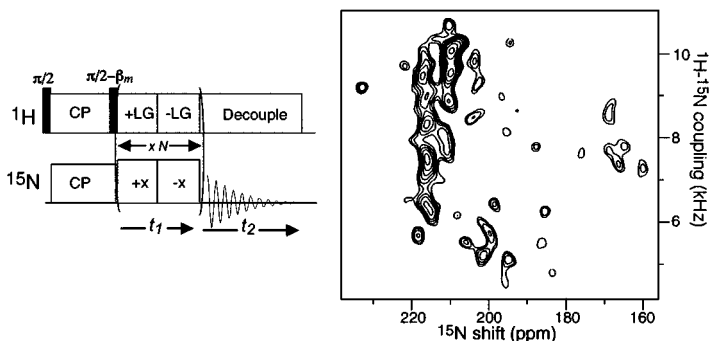 π/2
π/2-βm
1H
CP
+LG
-LG
Decouple
x N
15N
CP
+x
-x
t1
t2
10
8
6
1H-15N coupling (kHz)
220
200
180
160
15N shift (ppm)